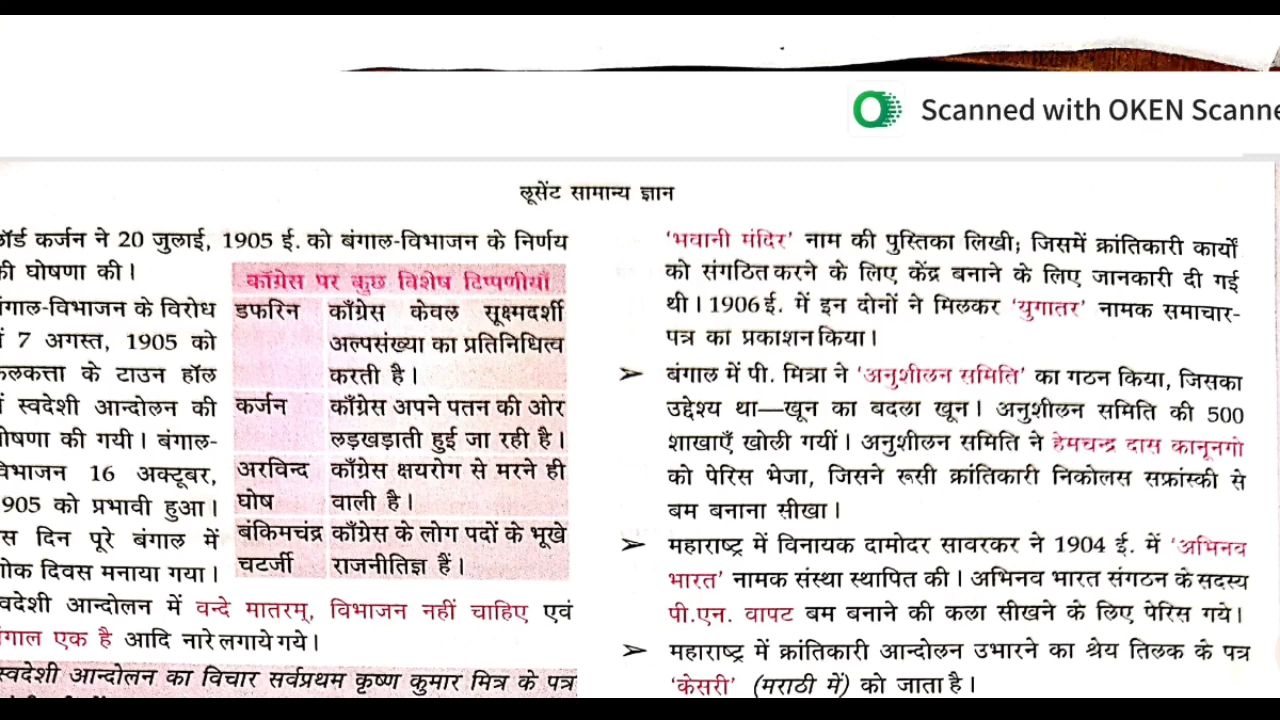 Scanned with OKEN Scanne
लूसेंट सामान्य ज्ञान
कर्जन ने 20 जुलाई, 1905 ई. को बंगाल-विभाजन के निर्णय
घोषणा की।
के विरोध
7 अगस्त, 1905 को
के टाउन हॉल
स्वदेशी आन्दोलन की
की गयी। बंगाल-
16 अक्टूबर,
905 को प्रभावी हुआ।
दिन पूरे बंगाल में
दिवस मनाया गया।
काँग्रेस पर कुछ विशेष टिप्पणीयाँ
डफरिन काँग्रेस केवल सूक्ष्मदर्शी
अल्पसंख्या का प्रतिनिधित्व
करती है।
कर्जन काँग्रेस अपने पतन की ओर
लड़खड़ाती हुई जा रही है।
अरविन्द काँग्रेस क्षयरोग से मरने ही
घोष वाली है।
बंकिमचंद्र काँग्रेस के लोग पदों के भूखे
चटर्जी राजनीतिज्ञ हैं।
आन्दोलन में वन्दे मातरम्, विभाजन नहीं चाहिए एवं
एक है आदि नारे लगाये गये।
स्वदेशी आन्दोलन का विचार सर्वप्रथम कृष्ण कुमार मित्र के पत्र
'भवानी मंदिर' नाम की पुस्तिका लिखी; जिसमें क्रांतिकारी कार्यों
को संगठित करने के लिए केंद्र बनाने के लिए जानकारी दी गई
थी। 1906 ई. में इन दोनों ने मिलकर 'युगातर' नामक समाचार-
पत्र का प्रकाशन किया।
➤ बंगाल में पी. मित्रा ने 'अनुशीलन समिति' का गठन किया, जिसका
उद्देश्य था—खून का बदला खून। अनुशीलन समिति की 500
शाखाएँ खोली गयीं। अनुशीलन समिति ने हेमचन्द्र दास कानूनगो
को पेरिस भेजा, जिसने रूसी क्रांतिकारी निकोलस सफ्रांस्की से
बम बनाना सीखा।
➤ महाराष्ट्र में विनायक दामोदर सावरकर ने 1904 ई. में 'अभिनव
भारत' नामक संस्था स्थापित की। अभिनव भारत संगठन के सदस्य
पी.एन. वापट बम बनाने की कला सीखने के लिए पेरिस गये।
➤ महाराष्ट्र में क्रांतिकारी आन्दोलन उभारने का श्रेय तिलक के पत्र
'केसरी' (मराठी में) को जाता है।